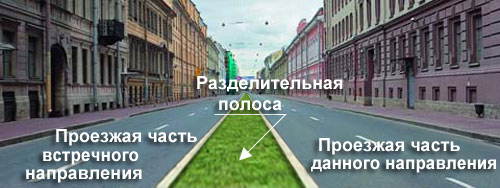 Разделительная
полоса
Проезжая часть
встречного
направления
Проезжая часть
данного направления